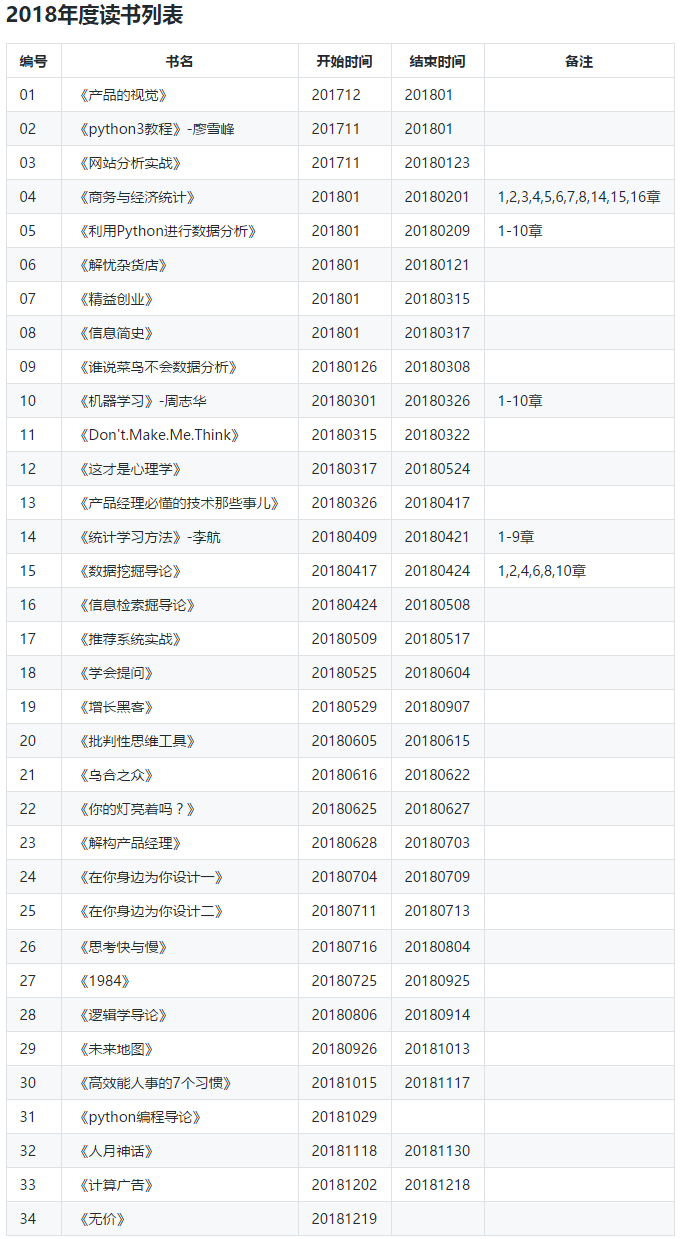 2018年度读书列表
编号 书名 开始时间 结束时间 备注
01 《产品的视觉》 201712 201801
02 《python3教程》-廖雪峰 201711 201801
03 《网站分析实战》 201711 20180123
04 《商务与经济统计》 201801 20180201 1,2,3,4,5,6,7,8,14,15,16章
05 《利用Python进行数据分析》 201801 20180209 1-10章
06 《解忧杂货店》 201801 20180121
07 《精益创业》 201801 20180315
08 《信息简史》 201801 20180317
09 《谁说菜鸟不会数据分析》 20180126 20180308
10 《机器学习》-周志华 20180301 20180326 1-10章
11 《Don't.Make.Me.Think》 20180315 20180322
12 《这才是心理学》 20180317 20180524
13 《产品经理必懂的技术那些事儿》 20180326 20180417
14 《统计学习方法》-李航 20180409 20180421 1-9章
15 《数据挖掘导论》 20180417 20180424 1,2,4,6,8,10章
16 《信息检索掘导论》 20180424 20180508
17 《推荐系统实战》 20180509 20180517
18 《学会提问》 20180525 20180604
19 《增长黑客》 20180529 20180907
20 《批判性思维工具》 20180605 20180615
21 《乌合之众》 20180616 20180622
22 《你的灯亮着吗？》 20180625 20180627
23 《解构产品经理》 20180628 20180703
24 《在你身边为你设计一》 20180704 20180709
25 《在你身边为你设计二》 20180711 20180713
26 《思考快与慢》 20180716 20180804
27 《1984》 20180725 20180925
28 《逻辑学导论》 20180806 20180914
29 《未来地图》 20180926 20181013
30 《高效能人事的7个习惯》 20181015 20181117
31 《python编程导论》 20181029
32 《人月神话》 20181118 20181130
33 《计算广告》 20181202 20181218
34 《无价》 20181219